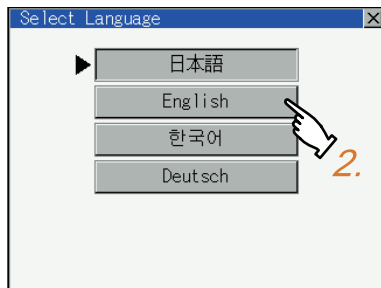 Select Language
日本語
English
한국어
Deutsch
2.